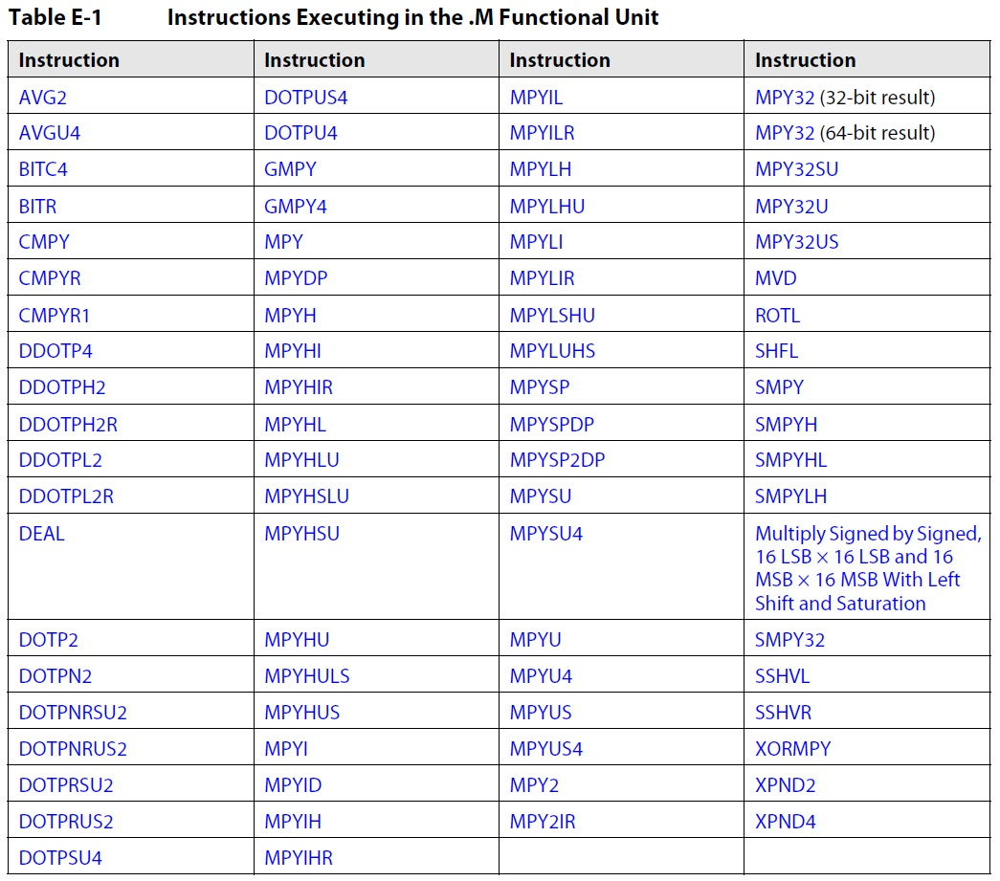 Table E-1 Instructions Executing in the .M Functional Unit
Instruction Instruction Instruction Instruction
AVG2 DOTPUS4 MPYIL MPY32 (32-bit result)
AVGU4 DOTPU4 MPYILR MPY32 (64-bit result)
BITC4 GMPY MPYLH MPY32SU
BITR GMPY4 MPYLHU MPY32U
CMPY MPY MPYLI MPY32US
CMPYR MPYDP MPYLIR MVD
CMPYR1 MPYH MPYLSHU ROTL
DDOTP4 MPYHI MPYLUHS SHFL
DDOTPH2 MPYHIR MPYSP SMPY
DDOTPH2R MPYHL MPYSPDP SMPYH
DDOTPL2 MPYHLU MPYSP2DP SMPYHL
DDOTPL2R MPYHSLU MPYSU SMPYLH
DEAL MPYHSU MPYSU4 Multiply Signed by Signed,
16 LSB × 16 LSB and 16
MSB × 16 MSB With Left
Shift and Saturation
DOTP2 MPYHU MPYU SMPY32
DOTPN2 MPYHULS MPYU4 SSHVL
DOTPNRSU2 MPYHUS MPYUS SSHVR
DOTPNRUS2 MPYI MPYUS4 XORMPY
DOTPRSU2 MPYID MPY2 XPND2
DOTPRUS2 MPYIH MPY2IR XPND4
DOTPSU4 MPYIHR